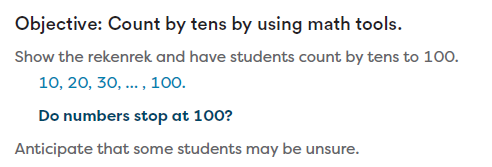 Objective: Count by tens by using math tools.
Show the rekenrek and have students count by tens to 100.
10, 20, 30, ... , 100.
Do numbers stop at 100?
Anticipate that some students may be unsure.